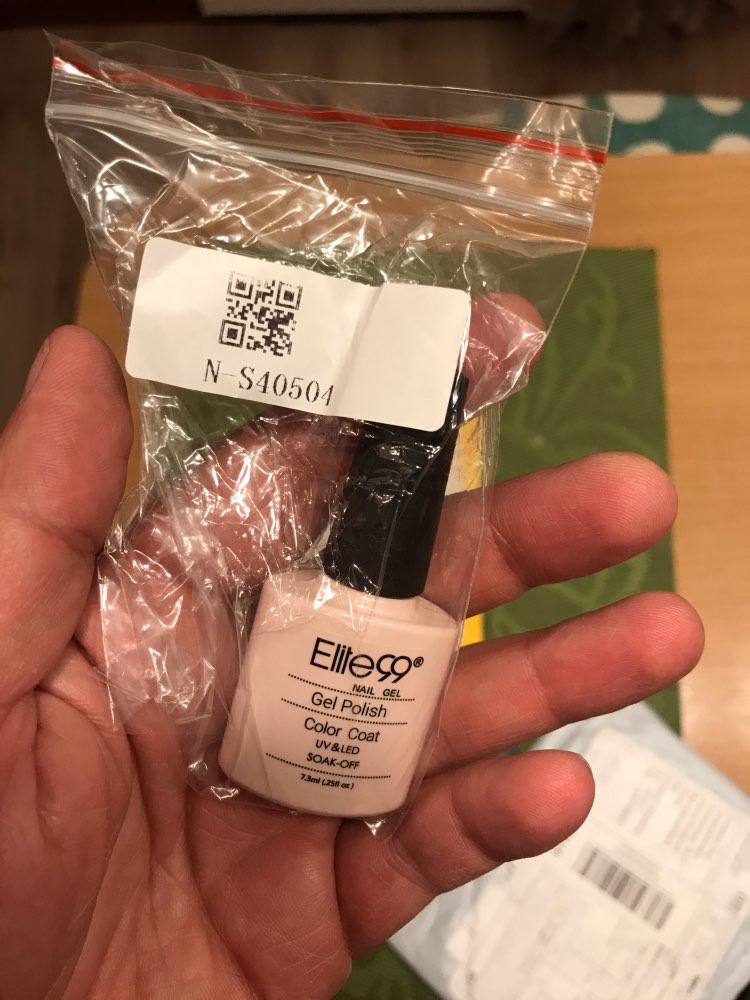 N-S40504
Elite99®
NAIL GEL
Gel Polish
Color Coat
UV&LED
SOAK-OFF
7.3ml (.25fl oz)